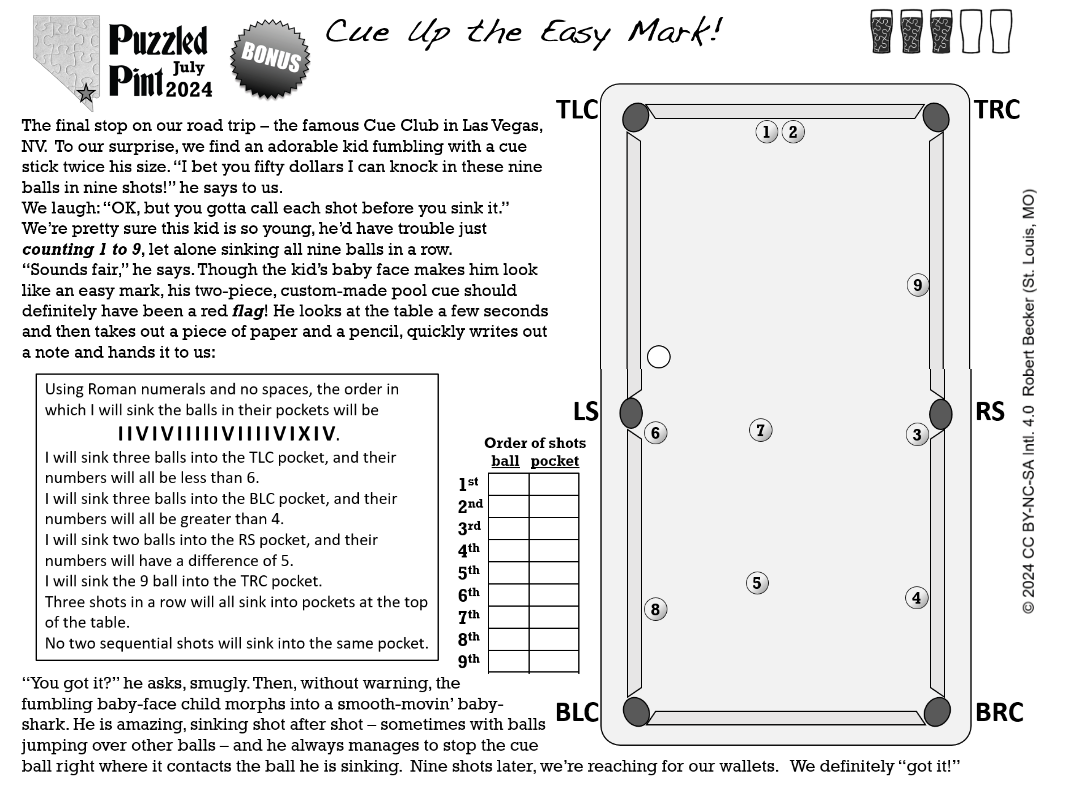 Puzzled
Pint
July
2024
BONUS
Cue Up the Easy Mark!
The final stop on our road trip – the famous Cue Club in Las Vegas,
NV. To our surprise, we find an adorable kid fumbling with a cue
stick twice his size. “I bet you fifty dollars I can knock in these nine
balls in nine shots!” he says to us.
We laugh: “OK, but you gotta call each shot before you sink it.”
We’re pretty sure this kid is so young, he’d have trouble just
counting 1 to 9, let alone sinking all nine balls in a row.
“Sounds fair,” he says. Though the kid’s baby face makes him look
like an easy mark, his two-piece, custom-made pool cue should
definitely have been a red flag! He looks at the table a few seconds
and then takes out a piece of paper and a pencil, quickly writes out
a note and hands it to us:
Using Roman numerals and no spaces, the order in
which I will sink the balls in their pockets will be
IIVIVIIIIIVIIIIVIXIV.
I will sink three balls into the TLC pocket, and their
numbers will all be less than 6.
I will sink three balls into the BLC pocket, and their
numbers will all be greater than 4.
I will sink two balls into the RS pocket, and their
numbers will have a difference of 5.
I will sink the 9 ball into the TRC pocket.
Three shots in a row will all sink into pockets at the top
of the table.
No two sequential shots will sink into the same pocket.
Order of shots
ball pocket
1st
2nd
3rd
4th
5th
6th
7th
8th
9th
“You got it?” he asks, smugly. Then, without warning, the
fumbling baby-face child morphs into a smooth-movin’ baby-
shark. He is amazing, sinking shot after shot – sometimes with balls
jumping over other balls – and he always manages to stop the cue
ball right where it contacts the ball he is sinking. Nine shots later, we’re reaching for our wallets. We definitely “got it!”
TLC
TRC
1 2
9
LS
RS
6
7
3
5
8
4
BLC
BRC
© 2024 CC BY-NC-SA Intl. 4.0 Robert Becker (St. Louis, MO)